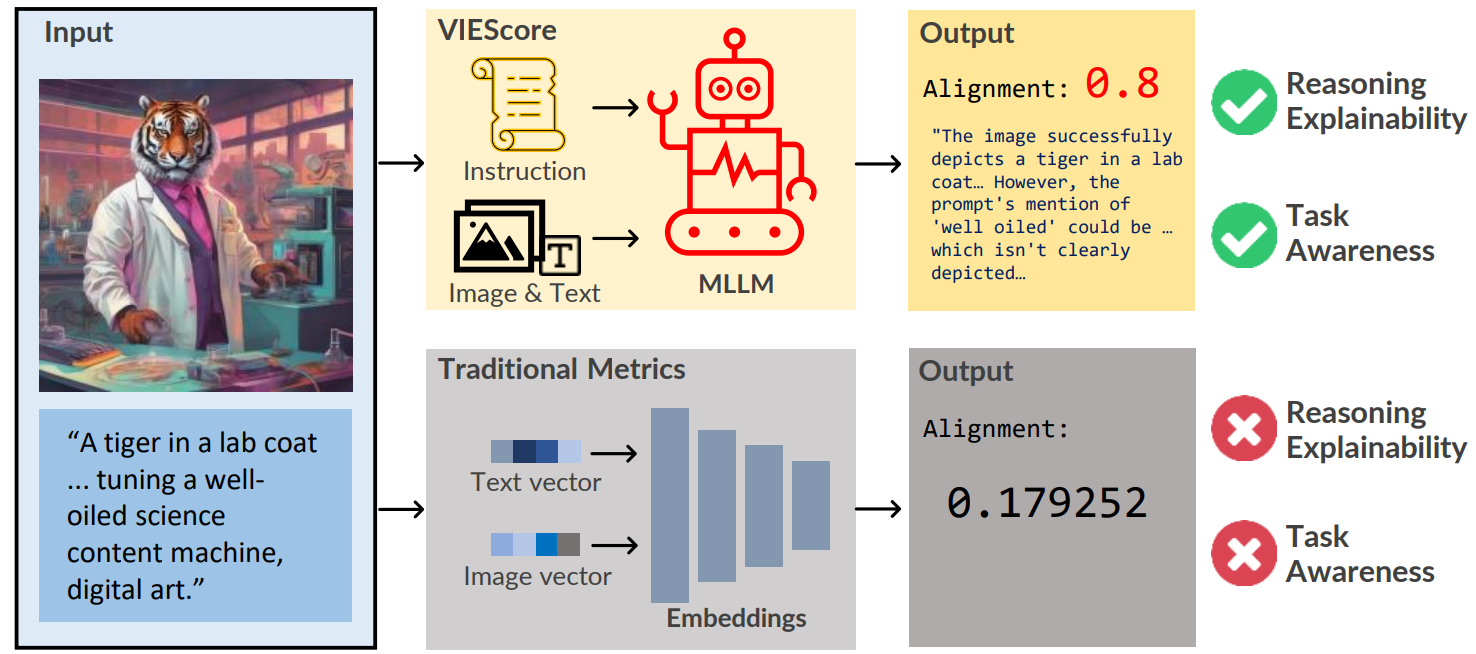 Input
“A tiger in a lab coat
... tuning a well-
oiled science
content machine,
digital art.”
VIEScore
Instruction
Image & Text
T
MLLM
Output
Alignment: 0.8
"The image successfully
depicts a tiger in a lab
coat… However, the
prompt's mention of
'well oiled' could be …
which isn't clearly
depicted…
Reasoning
Explainability
Task
Awareness
Traditional Metrics
Text vector
Image vector
Embeddings
Output
Alignment:
0.179252
Reasoning
Explainability
Task
Awareness